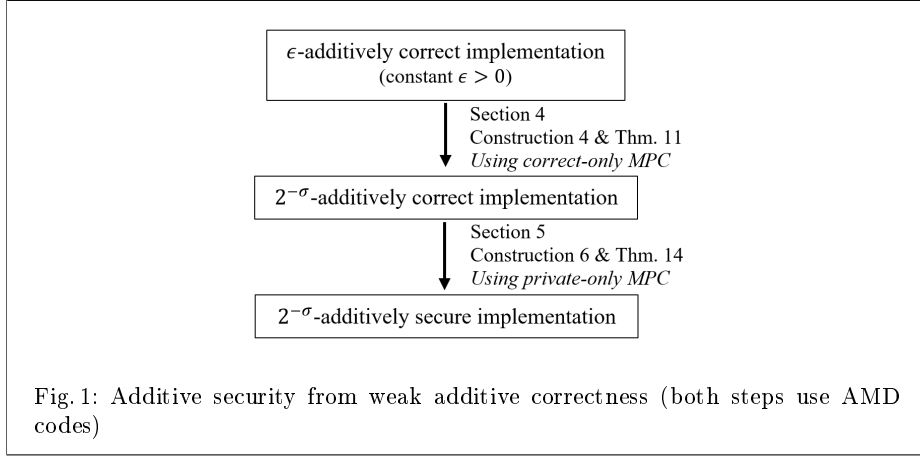 ϵ-additively correct implementation
(constant ϵ > 0)
Section 4
Construction 4 & Thm. 11
Using correct-only MPC
2^{−σ}-additively correct implementation
Section 5
Construction 6 & Thm. 14
Using private-only MPC
2^{−σ}-additively secure implementation
Fig. 1: Additive security from weak additive correctness (both steps use AMD
codes)